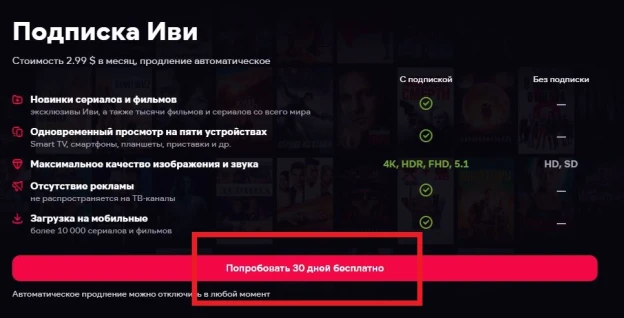 Подписка Иви
Стоимость 2.99 $ в месяц, продление автоматическое
С подпиской
Без подписки
Новинки сериалов и фильмов
эксклюзивы Иви, а также тысячи фильмов и сериалов со всего мира
—
Одновременный просмотр на пяти устройствах
Smart TV, смартфоны, планшеты, приставки и др.
—
Максимальное качество изображения и звука
4K, HDR, FHD, 5.1
HD, SD
Отсутствие рекламы
не распространяется на ТВ-каналы
—
Загрузка на мобильные
более 10 000 сериалов и фильмов
—
Попробовать 30 дней бесплатно
Автоматическое продление можно отключить в любой момент